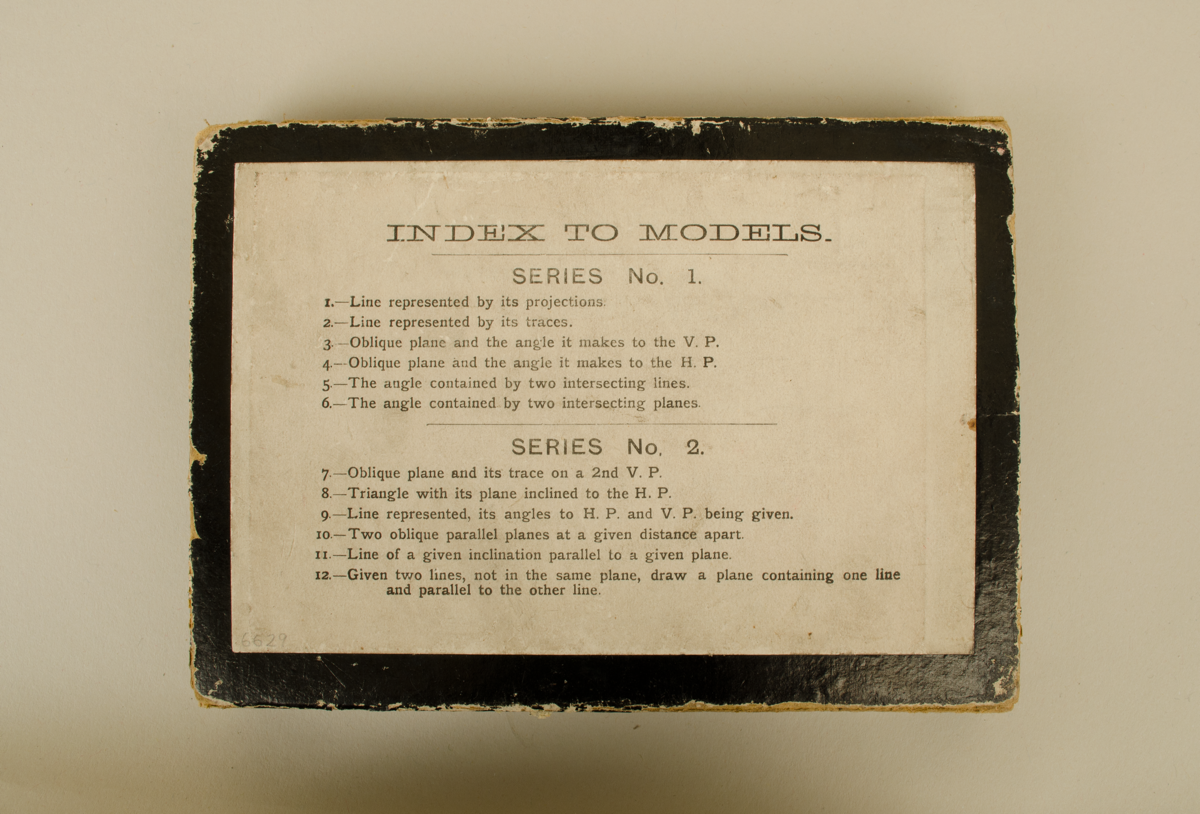 INDEX TO MODELS.
SERIES No. 1.
1.—Line represented by its projections.
2.—Line represented by its traces.
3.—Oblique plane and the angle it makes to the V. P.
4.—Oblique plane and the angle it makes to the H. P.
5.—The angle contained by two intersecting lines.
6.—The angle contained by two intersecting planes.
SERIES No. 2.
7.—Oblique plane and its trace on a 2nd V. P.
8.—Triangle with its plane inclined to the H. P.
9.—Line represented, its angles to H. P. and V. P. being given.
10.—Two oblique parallel planes at a given distance apart.
11.—Line of a given inclination parallel to a given plane.
12.—Given two lines, not in the same plane, draw a plane containing one line
and parallel to the other line.
6629